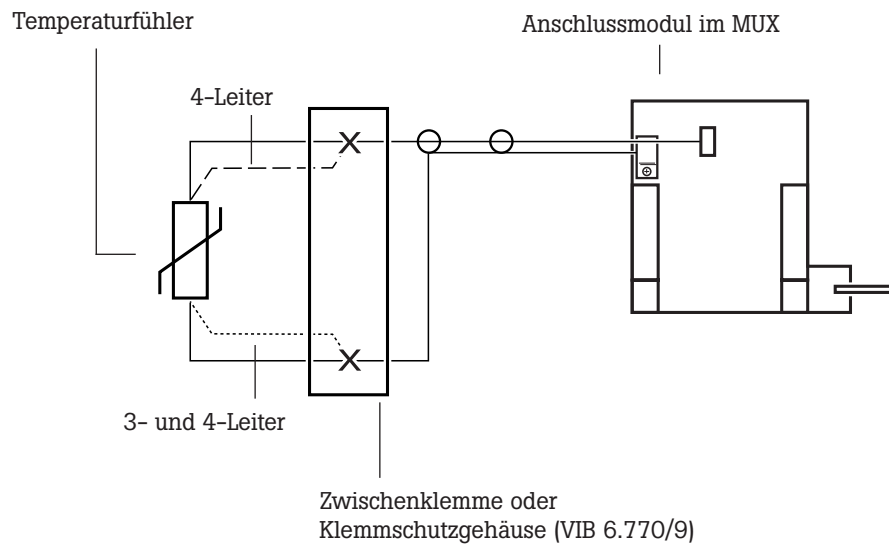 Temperaturfühler
Anschlussmodul im MUX
4-Leiter
3- und 4-Leiter
Zwischenklemme oder
Klemmschutzgehäuse (VIB 6.770/9)